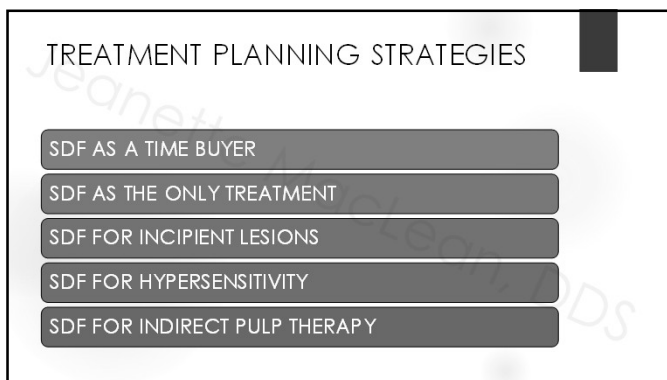 TREATMENT PLANNING STRATEGIES
SDF AS A TIME BUYER
SDF AS THE ONLY TREATMENT
SDF FOR INCIPIENT LESIONS
SDF FOR HYPERSENSITIVITY
SDF FOR INDIRECT PULP THERAPY
Jeanette MacLean, DDS